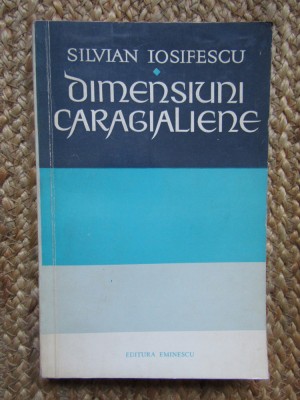 SILVIAN IOSIFESCU
DIMENSIUNI
CARAGIALIENE
EDITURA EMINESCU